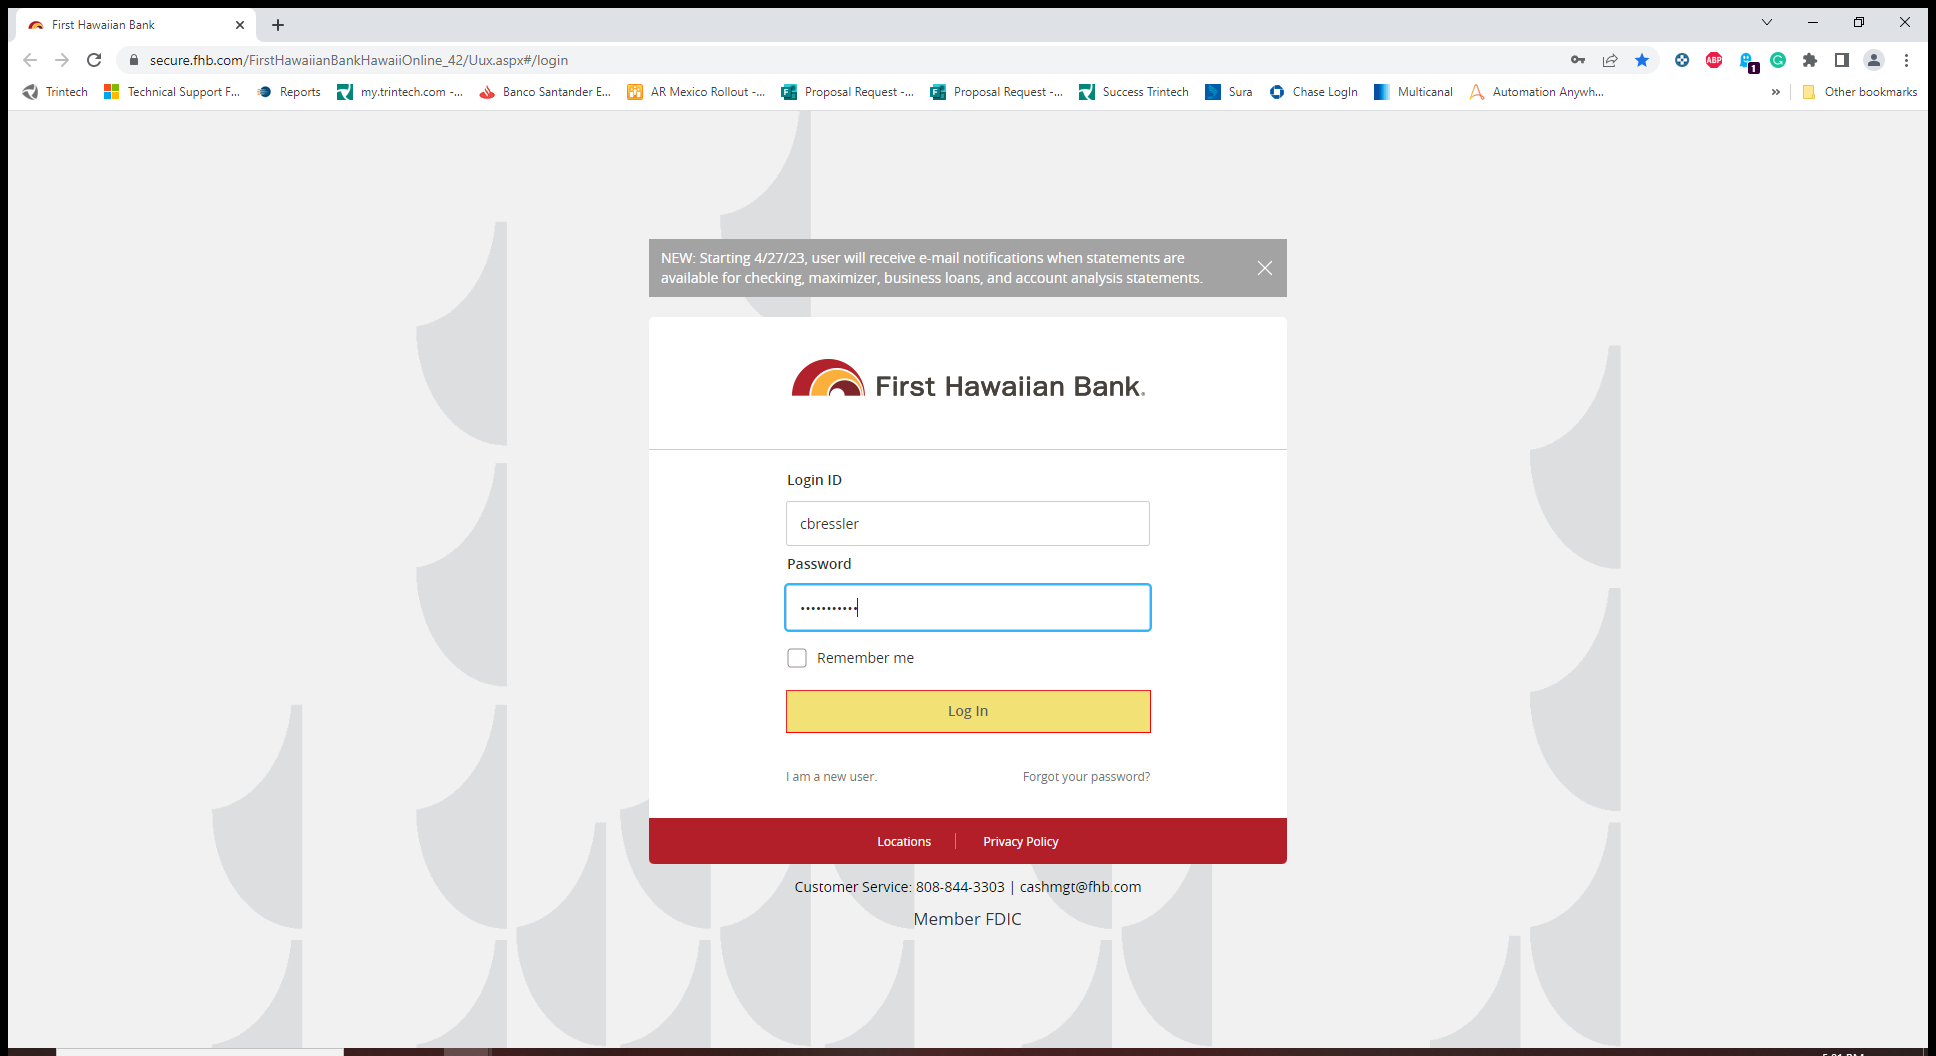 First Hawaiian Bank
secure.fhb.com/FirstHawaiianBankHawaiiOnline_42/Uux.aspx#/login
ABP
1
Trintech
Technical Support F...
Reports
my.trintech.com -...
Banco Santander E...
AR Mexico Rollout -...
Proposal Request -...
Proposal Request -...
Success Trintech
Sura
Chase LogIn
Multicanal
Automation Anywh...
»
Other bookmarks
NEW: Starting 4/27/23, user will receive e-mail notifications when statements are
available for checking, maximizer, business loans, and account analysis statements.
First Hawaiian Bank.
Login ID
cbressler
Password
•••••••••••
Remember me
Log In
I am a new user.
Forgot your password?
Locations
Privacy Policy
Customer Service: 808-844-3303 | cashmgt@fhb.com
Member FDIC